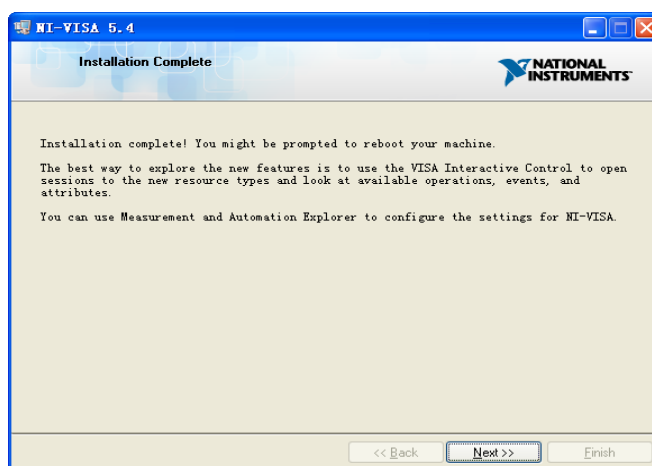 NI-VISA 5.4
Installation Complete
NATIONAL
INSTRUMENTS
Installation complete! You might be prompted to reboot your machine.
The best way to explore the new features is to use the VISA Interactive Control to open
sessions to the new resource types and look at available operations, events, and
attributes.
You can use Measurement and Automation Explorer to configure the settings for NI-VISA.
<< Back
Next >>
Finish